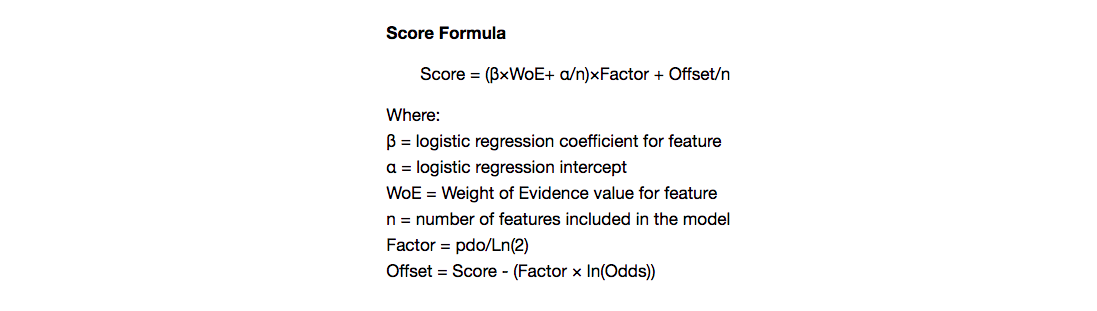 Score Formula
Score = (β×WoE+ α/n)×Factor + Offset/n
Where:
β = logistic regression coefficient for feature
α = logistic regression intercept
WoE = Weight of Evidence value for feature
n = number of features included in the model
Factor = pdo/Ln(2)
Offset = Score - (Factor × ln(Odds))